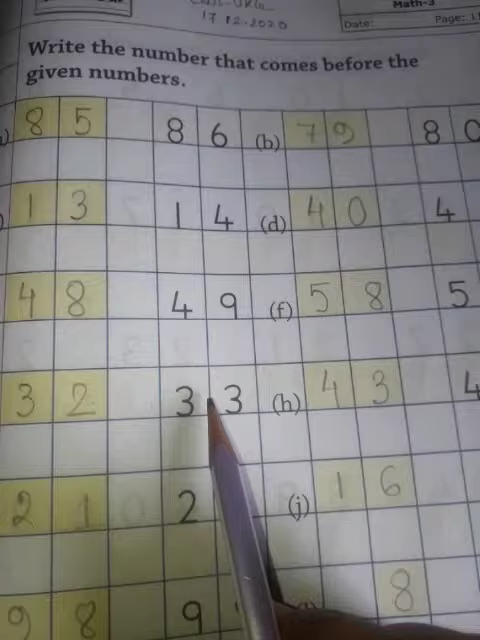 Math-3
17 12.2020
Date: Page:
Write the number that comes before the
given numbers.
8 5 8 6 (b) 7 9 8 0
1 3 1 4 (d) 4 0 4
4 8 4 9 (f) 5 8 5
3 2 3 3 (h) 4 3 4
2 1 2 (j) 1 6
9 8 9 8